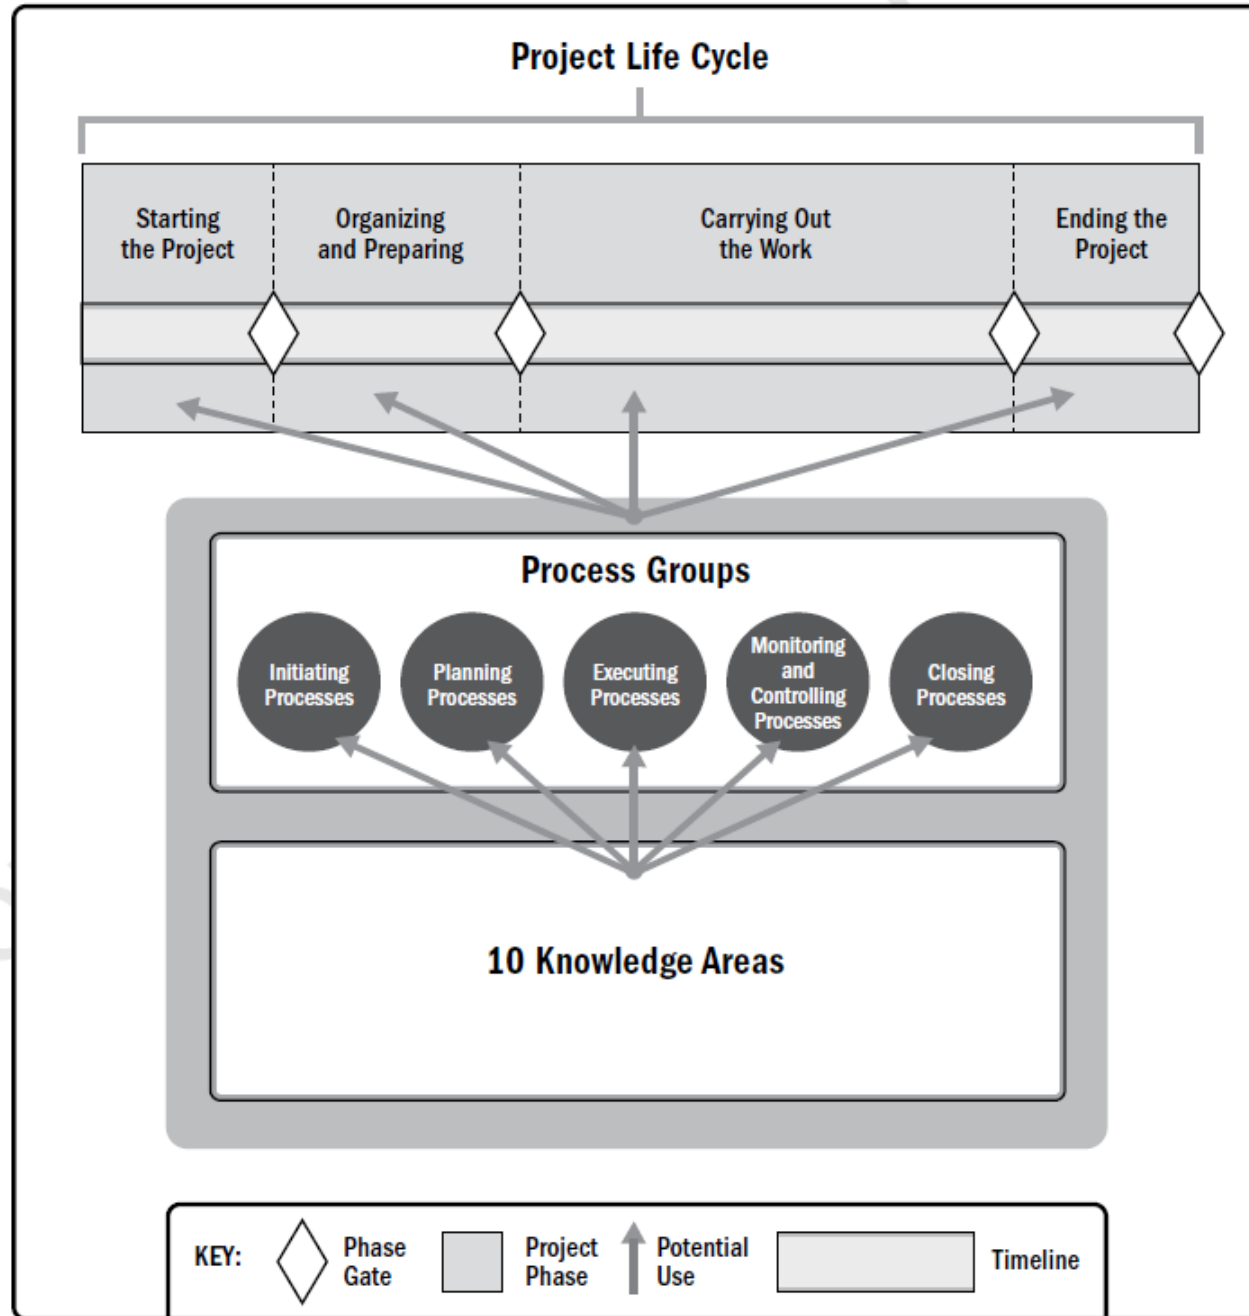 Project Life Cycle
Starting
the Project
Organizing
and Preparing
Carrying Out
the Work
Ending the
Project
Process Groups
Initiating
Processes
Planning
Processes
Executing
Processes
Monitoring
and
Controlling
Processes
Closing
Processes
10 Knowledge Areas
KEY:
Phase
Gate
Project
Phase
Potential
Use
Timeline